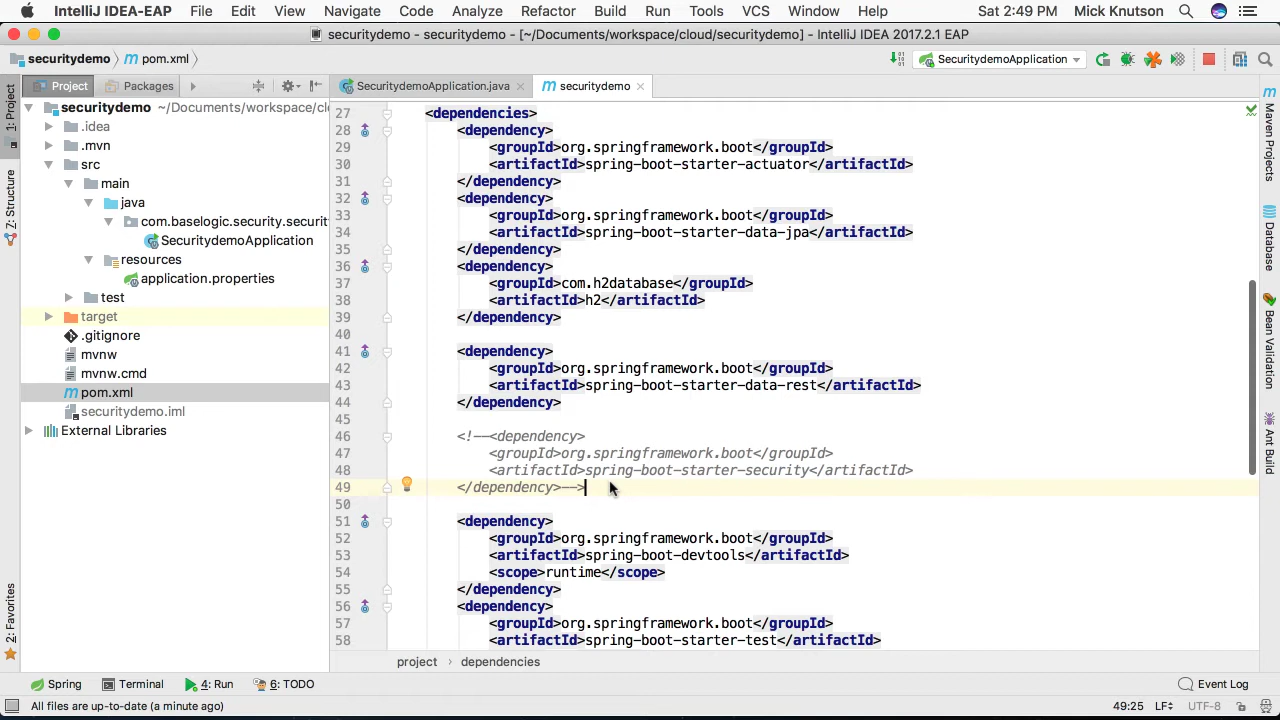 IntelliJ IDEA-EAP File Edit View Navigate Code Analyze Refactor Build Run Tools VCS Window Help Sat 2:49 PM Mick Knutson
securitydemo - securitydemo - [~/Documents/workspace/cloud/securitydemo] - IntelliJ IDEA 2017.2.1 EAP
securitydemo pom.xml SecuritydemoApplication
Project Packages SecuritydemoApplication.java securitydemo
securitydemo ~/Documents/workspace/clo
.idea
.mvn
src
main
java
com.baselogic.security.securit
SecuritydemoApplication
resources
application.properties
test
target
.gitignore
mvnw
mvnw.cmd
pom.xml
securitydemo.iml
External Libraries
1: Project
7: Structure
2: Favorites
27 <dependencies>
28 <dependency>
29 <groupId>org.springframework.boot</groupId>
30 <artifactId>spring-boot-starter-actuator</artifactId>
31 </dependency>
32 <dependency>
33 <groupId>org.springframework.boot</groupId>
34 <artifactId>spring-boot-starter-data-jpa</artifactId>
35 </dependency>
36 <dependency>
37 <groupId>com.h2database</groupId>
38 <artifactId>h2</artifactId>
39 </dependency>
40
41 <dependency>
42 <groupId>org.springframework.boot</groupId>
43 <artifactId>spring-boot-starter-data-rest</artifactId>
44 </dependency>
45
46 <!--<dependency>
47 <groupId>org.springframework.boot</groupId>
48 <artifactId>spring-boot-starter-security</artifactId>
49 </dependency>-->
50
51 <dependency>
52 <groupId>org.springframework.boot</groupId>
53 <artifactId>spring-boot-devtools</artifactId>
54 <scope>runtime</scope>
55 </dependency>
56 <dependency>
57 <groupId>org.springframework.boot</groupId>
58 <artifactId>spring-boot-starter-test</artifactId>
Maven Projects
Database
Bean Validation
Ant Build
project › dependencies
Spring Terminal 4: Run 6: TODO Event Log
All files are up-to-date (a minute ago) 49:25 LF UTF-8